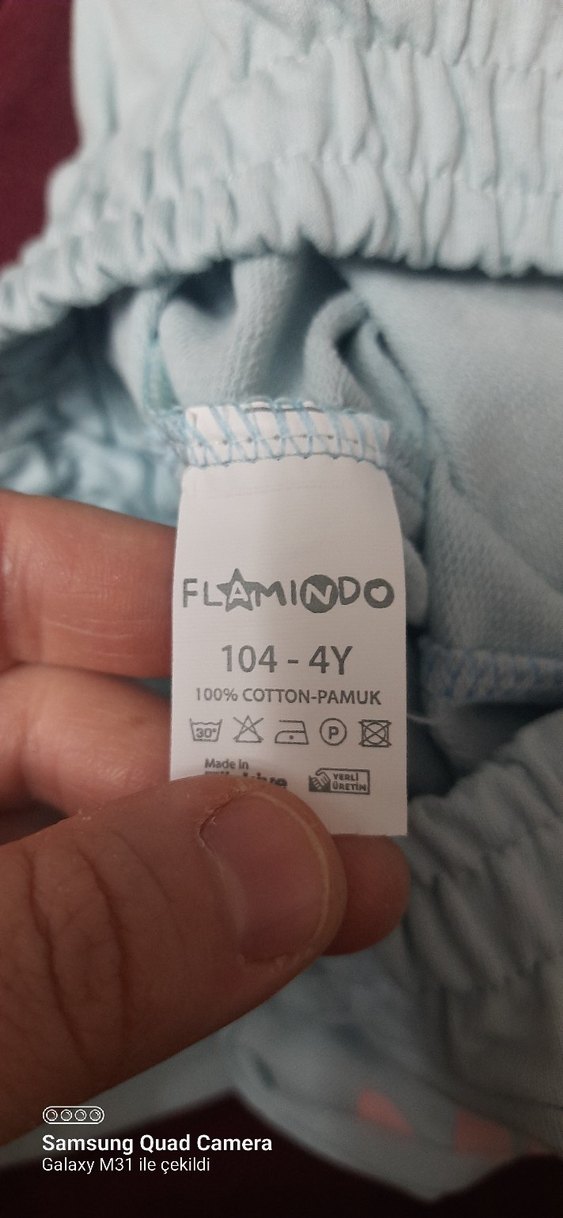 FLAMINDO
104 - 4Y
100% COTTON-PAMUK
30° P
Made in
YERLİ
ÜRETİM
Samsung Quad Camera
Galaxy M31 ile çekildi